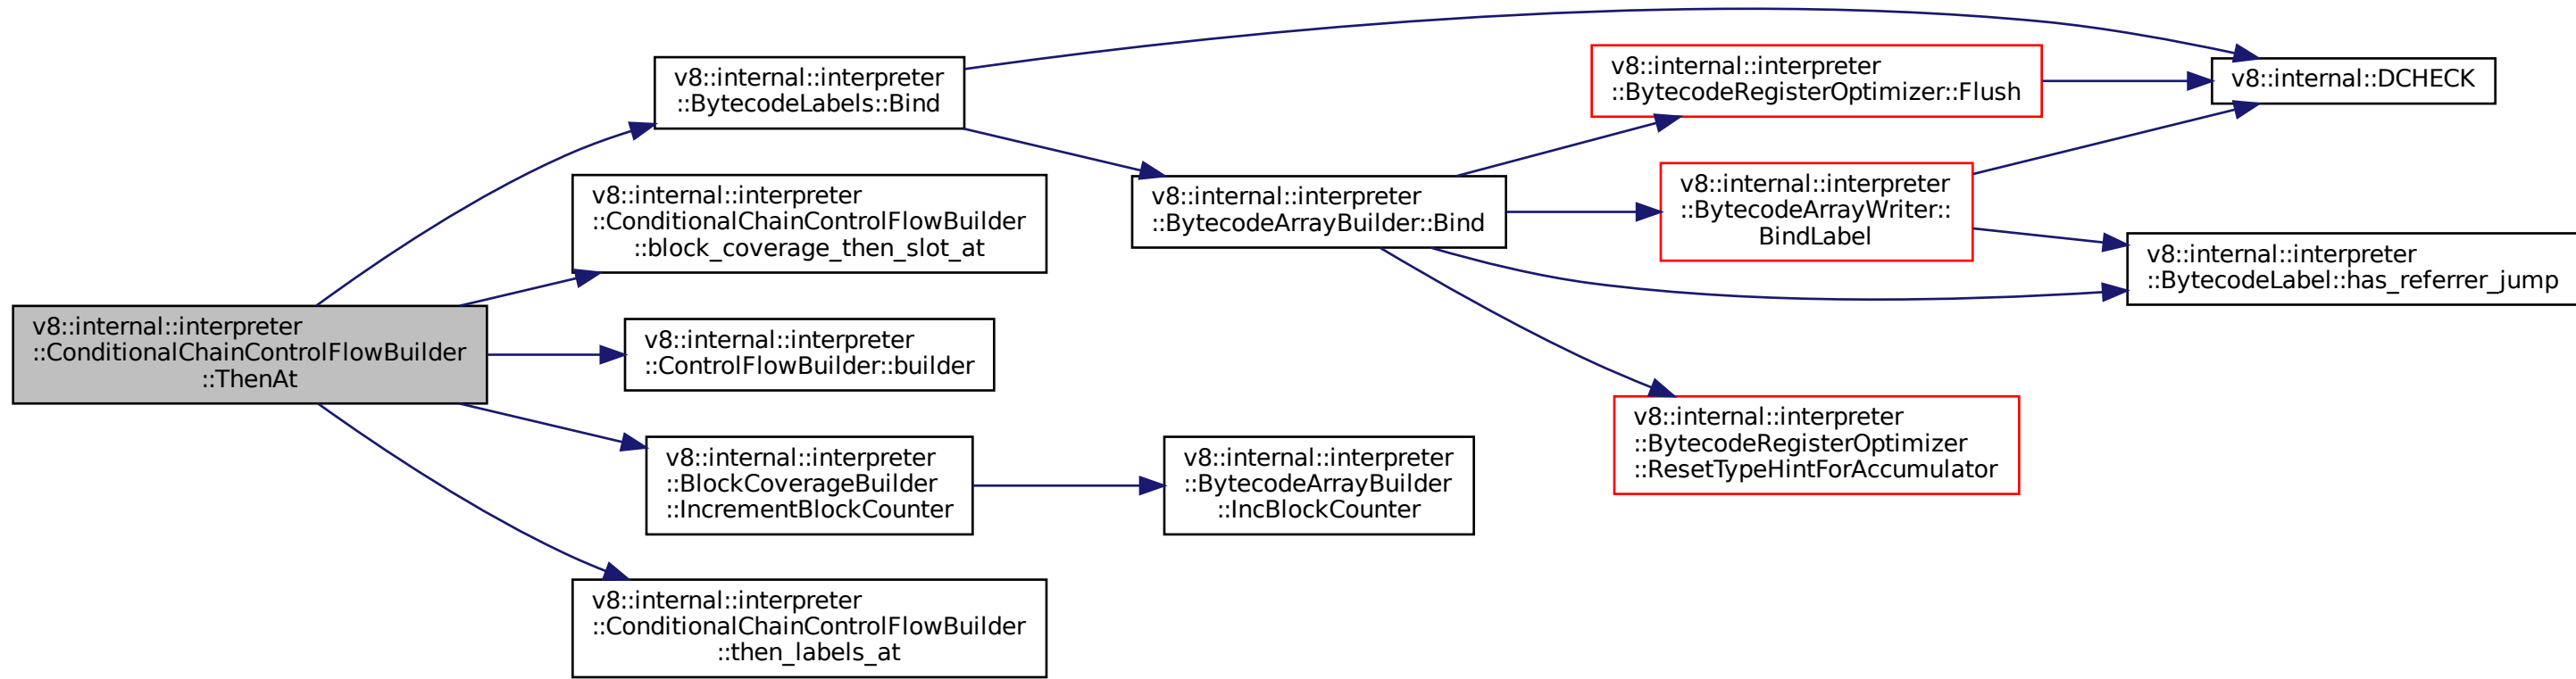 v8::internal::interpreter
::ConditionalChainControlFlowBuilder
::ThenAt
v8::internal::interpreter
::BytecodeLabels::Bind
v8::internal::interpreter
::ConditionalChainControlFlowBuilder
::block_coverage_then_slot_at
v8::internal::interpreter
::ControlFlowBuilder::builder
v8::internal::interpreter
::BlockCoverageBuilder
::IncrementBlockCounter
v8::internal::interpreter
::ConditionalChainControlFlowBuilder
::then_labels_at
v8::internal::interpreter
::BytecodeArrayBuilder::Bind
v8::internal::interpreter
::BytecodeArrayBuilder
::IncBlockCounter
v8::internal::interpreter
::BytecodeRegisterOptimizer::Flush
v8::internal::interpreter
::BytecodeArrayWriter::
BindLabel
v8::internal::interpreter
::BytecodeRegisterOptimizer
::ResetTypeHintForAccumulator
v8::internal::DCHECK
v8::internal::interpreter
::BytecodeLabel::has_referrer_jump